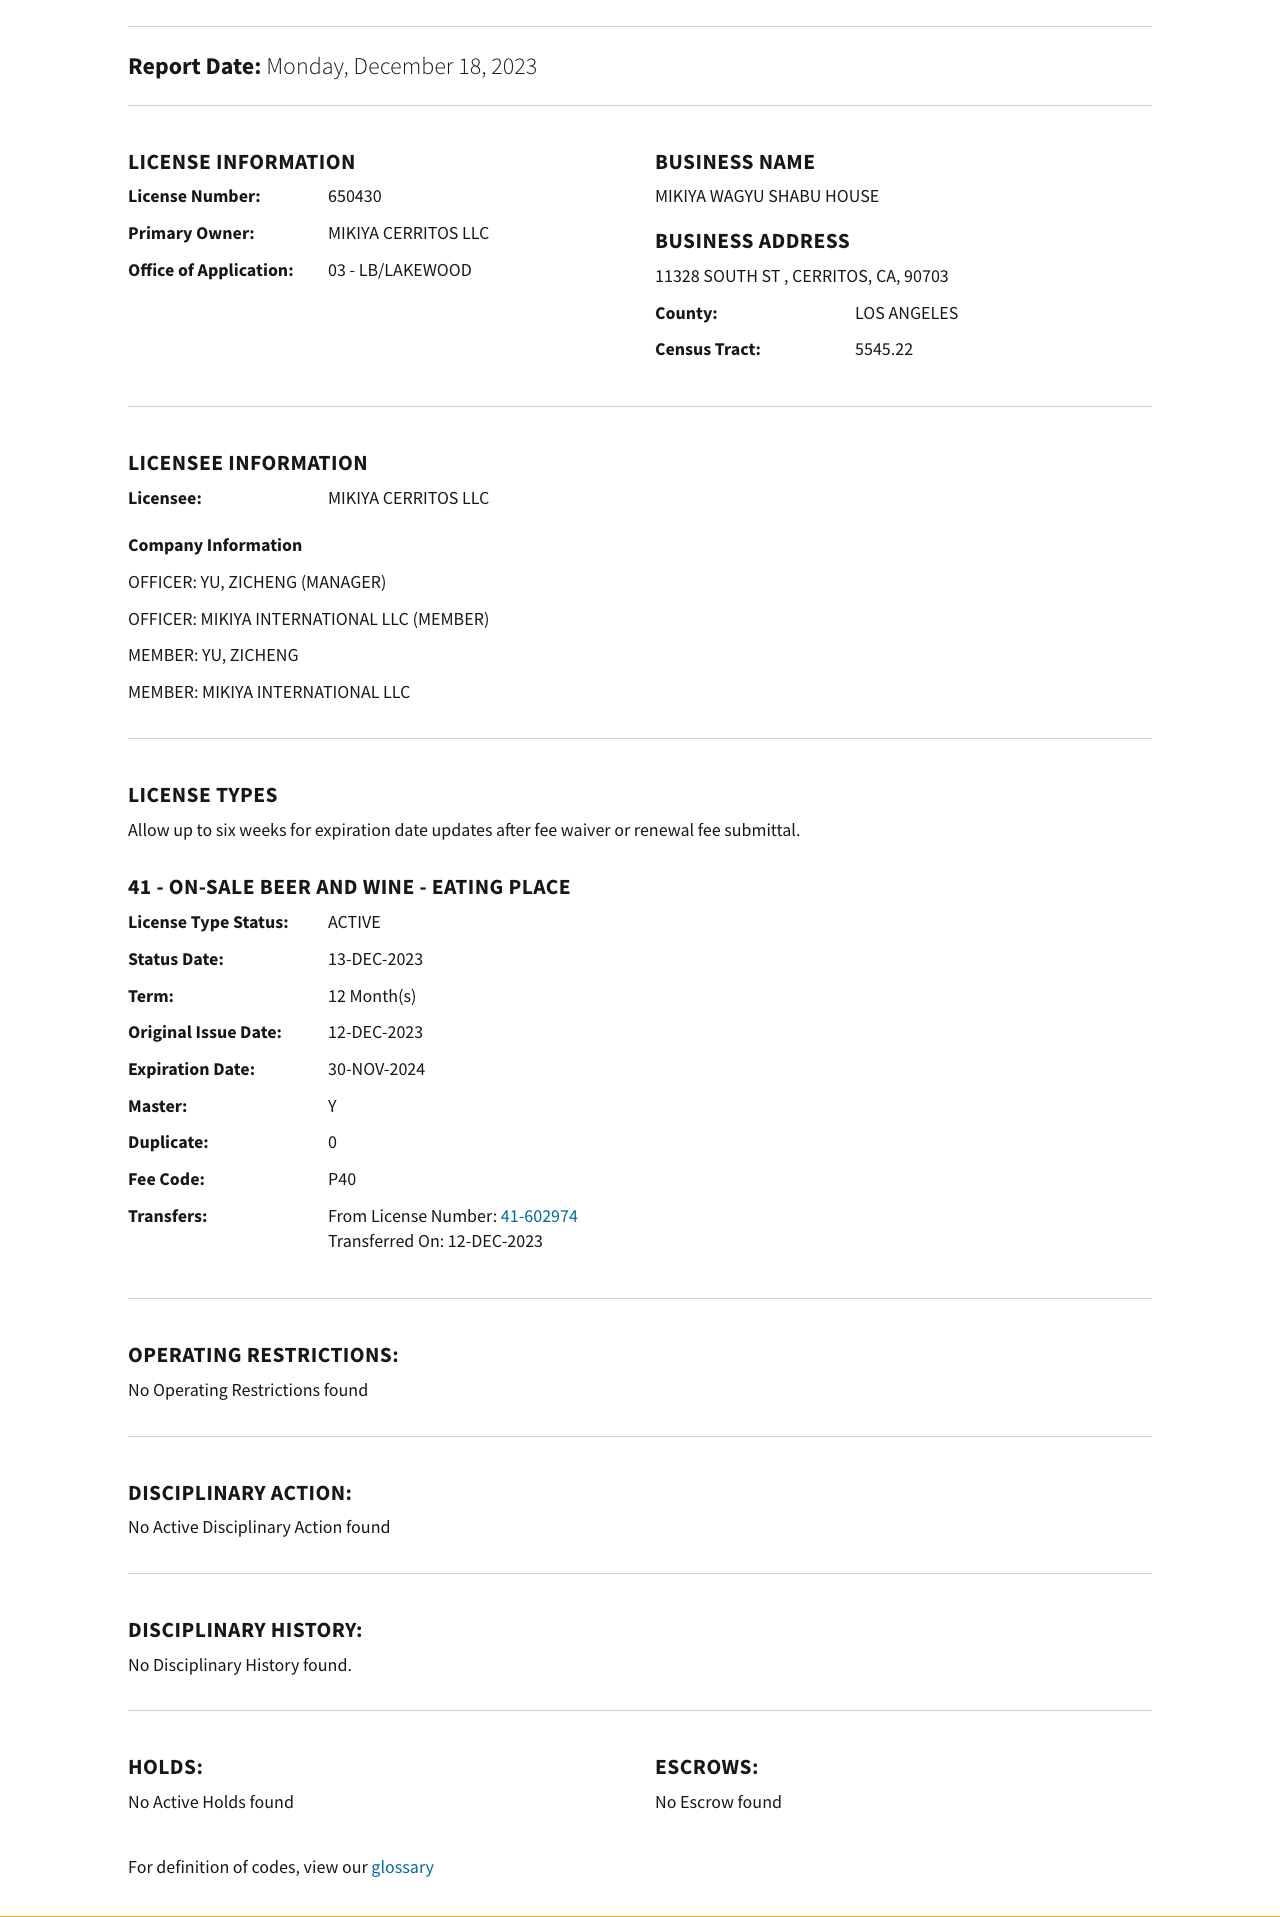 Report Date: Monday, December 18, 2023
LICENSE INFORMATION
License Number: 650430
Primary Owner: MIKIYA CERRITOS LLC
Office of Application: 03 - LB/LAKEWOOD
BUSINESS NAME
MIKIYA WAGYU SHABU HOUSE
BUSINESS ADDRESS
11328 SOUTH ST , CERRITOS, CA, 90703
County: LOS ANGELES
Census Tract: 5545.22
LICENSEE INFORMATION
Licensee: MIKIYA CERRITOS LLC
Company Information
OFFICER: YU, ZICHENG (MANAGER)
OFFICER: MIKIYA INTERNATIONAL LLC (MEMBER)
MEMBER: YU, ZICHENG
MEMBER: MIKIYA INTERNATIONAL LLC
LICENSE TYPES
Allow up to six weeks for expiration date updates after fee waiver or renewal fee submittal.
41 - ON-SALE BEER AND WINE - EATING PLACE
License Type Status: ACTIVE
Status Date: 13-DEC-2023
Term: 12 Month(s)
Original Issue Date: 12-DEC-2023
Expiration Date: 30-NOV-2024
Master: Y
Duplicate: 0
Fee Code: P40
Transfers: From License Number: 41-602974
Transferred On: 12-DEC-2023
OPERATING RESTRICTIONS:
No Operating Restrictions found
DISCIPLINARY ACTION:
No Active Disciplinary Action found
DISCIPLINARY HISTORY:
No Disciplinary History found.
HOLDS:
No Active Holds found
ESCROWS:
No Escrow found
For definition of codes, view our glossary